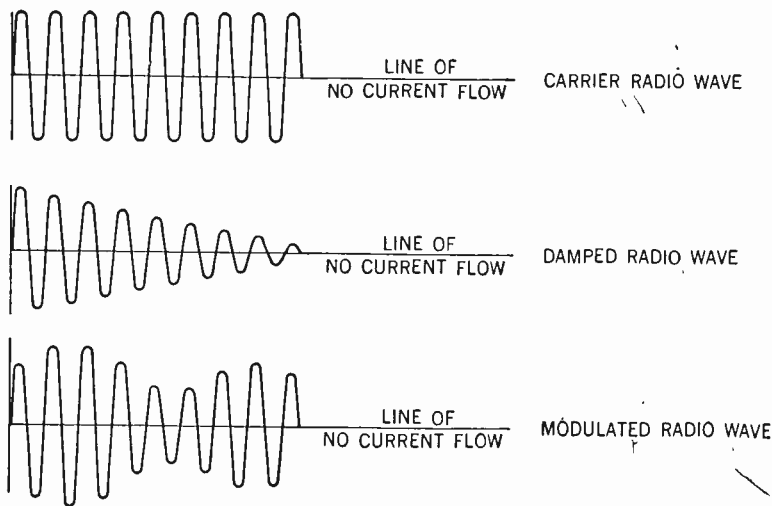 LINE OF
NO CURRENT FLOW
CARRIER RADIO WAVE
LINE OF
NO CURRENT FLOW
DAMPED RADIO WAVE
LINE OF
NO CURRENT FLOW
MODULATED RADIO WAVE